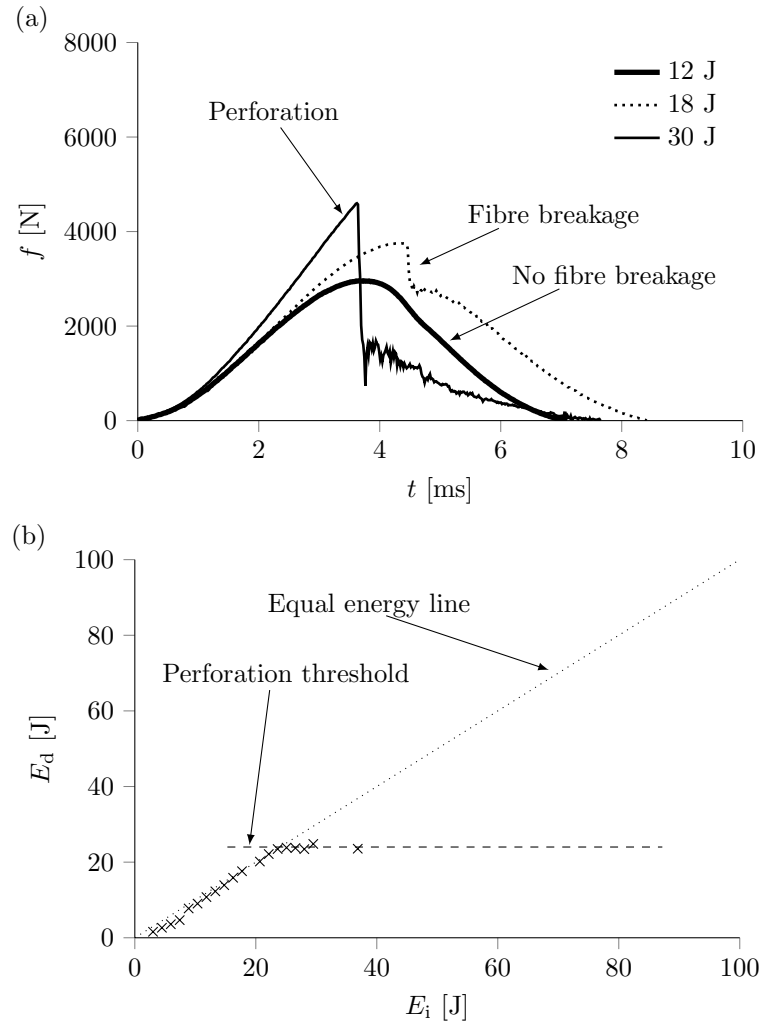 (a)
8000
6000
4000
2000
0
f [N]
12 J
18 J
30 J
Perforation
Fibre breakage
No fibre breakage
0 2 4 6 8 10
t [ms]
(b)
100
80
60
40
20
0
E_d [J]
Equal energy line
Perforation threshold
0 20 40 60 80 100
E_i [J]